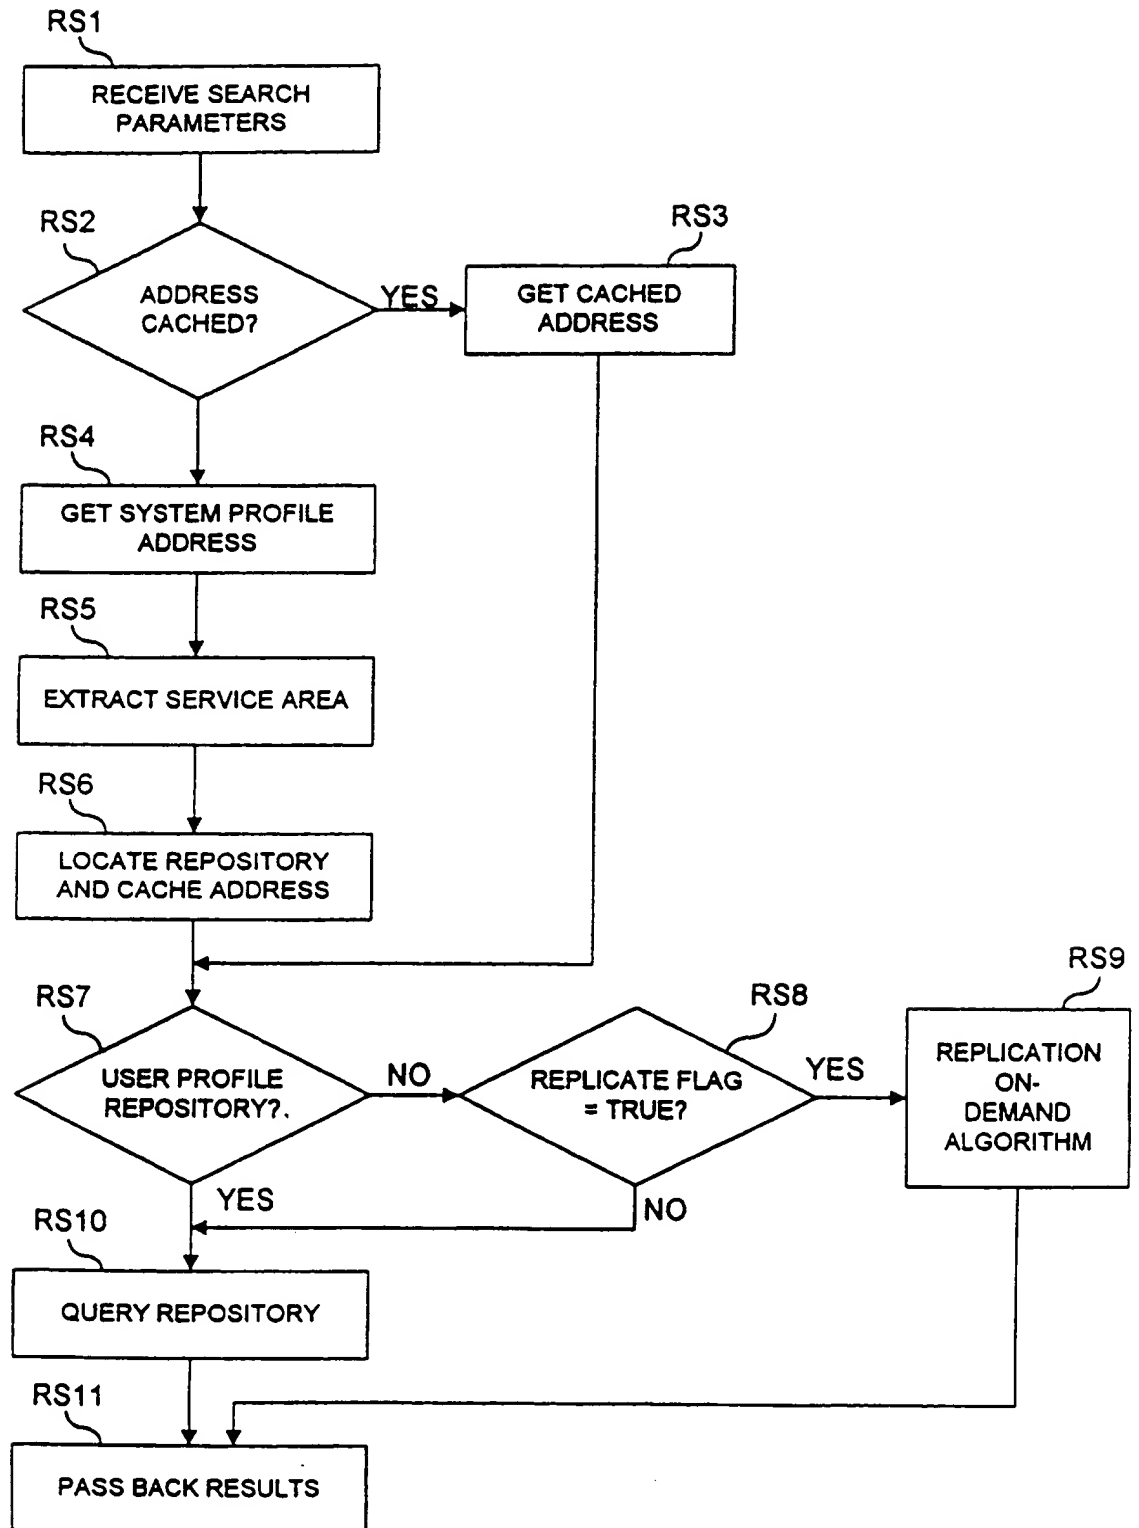 RS1
RECEIVE SEARCH
PARAMETERS
RS2
ADDRESS
CACHED?
YES
RS3
GET CACHED
ADDRESS
RS4
GET SYSTEM PROFILE
ADDRESS
RS5
EXTRACT SERVICE AREA
RS6
LOCATE REPOSITORY
AND CACHE ADDRESS
RS7
USER PROFILE
REPOSITORY?.
NO
RS8
REPLICATE FLAG
= TRUE?
YES
RS9
REPLICATION
ON-
DEMAND
ALGORITHM
YES
NO
RS10
QUERY REPOSITORY
RS11
PASS BACK RESULTS